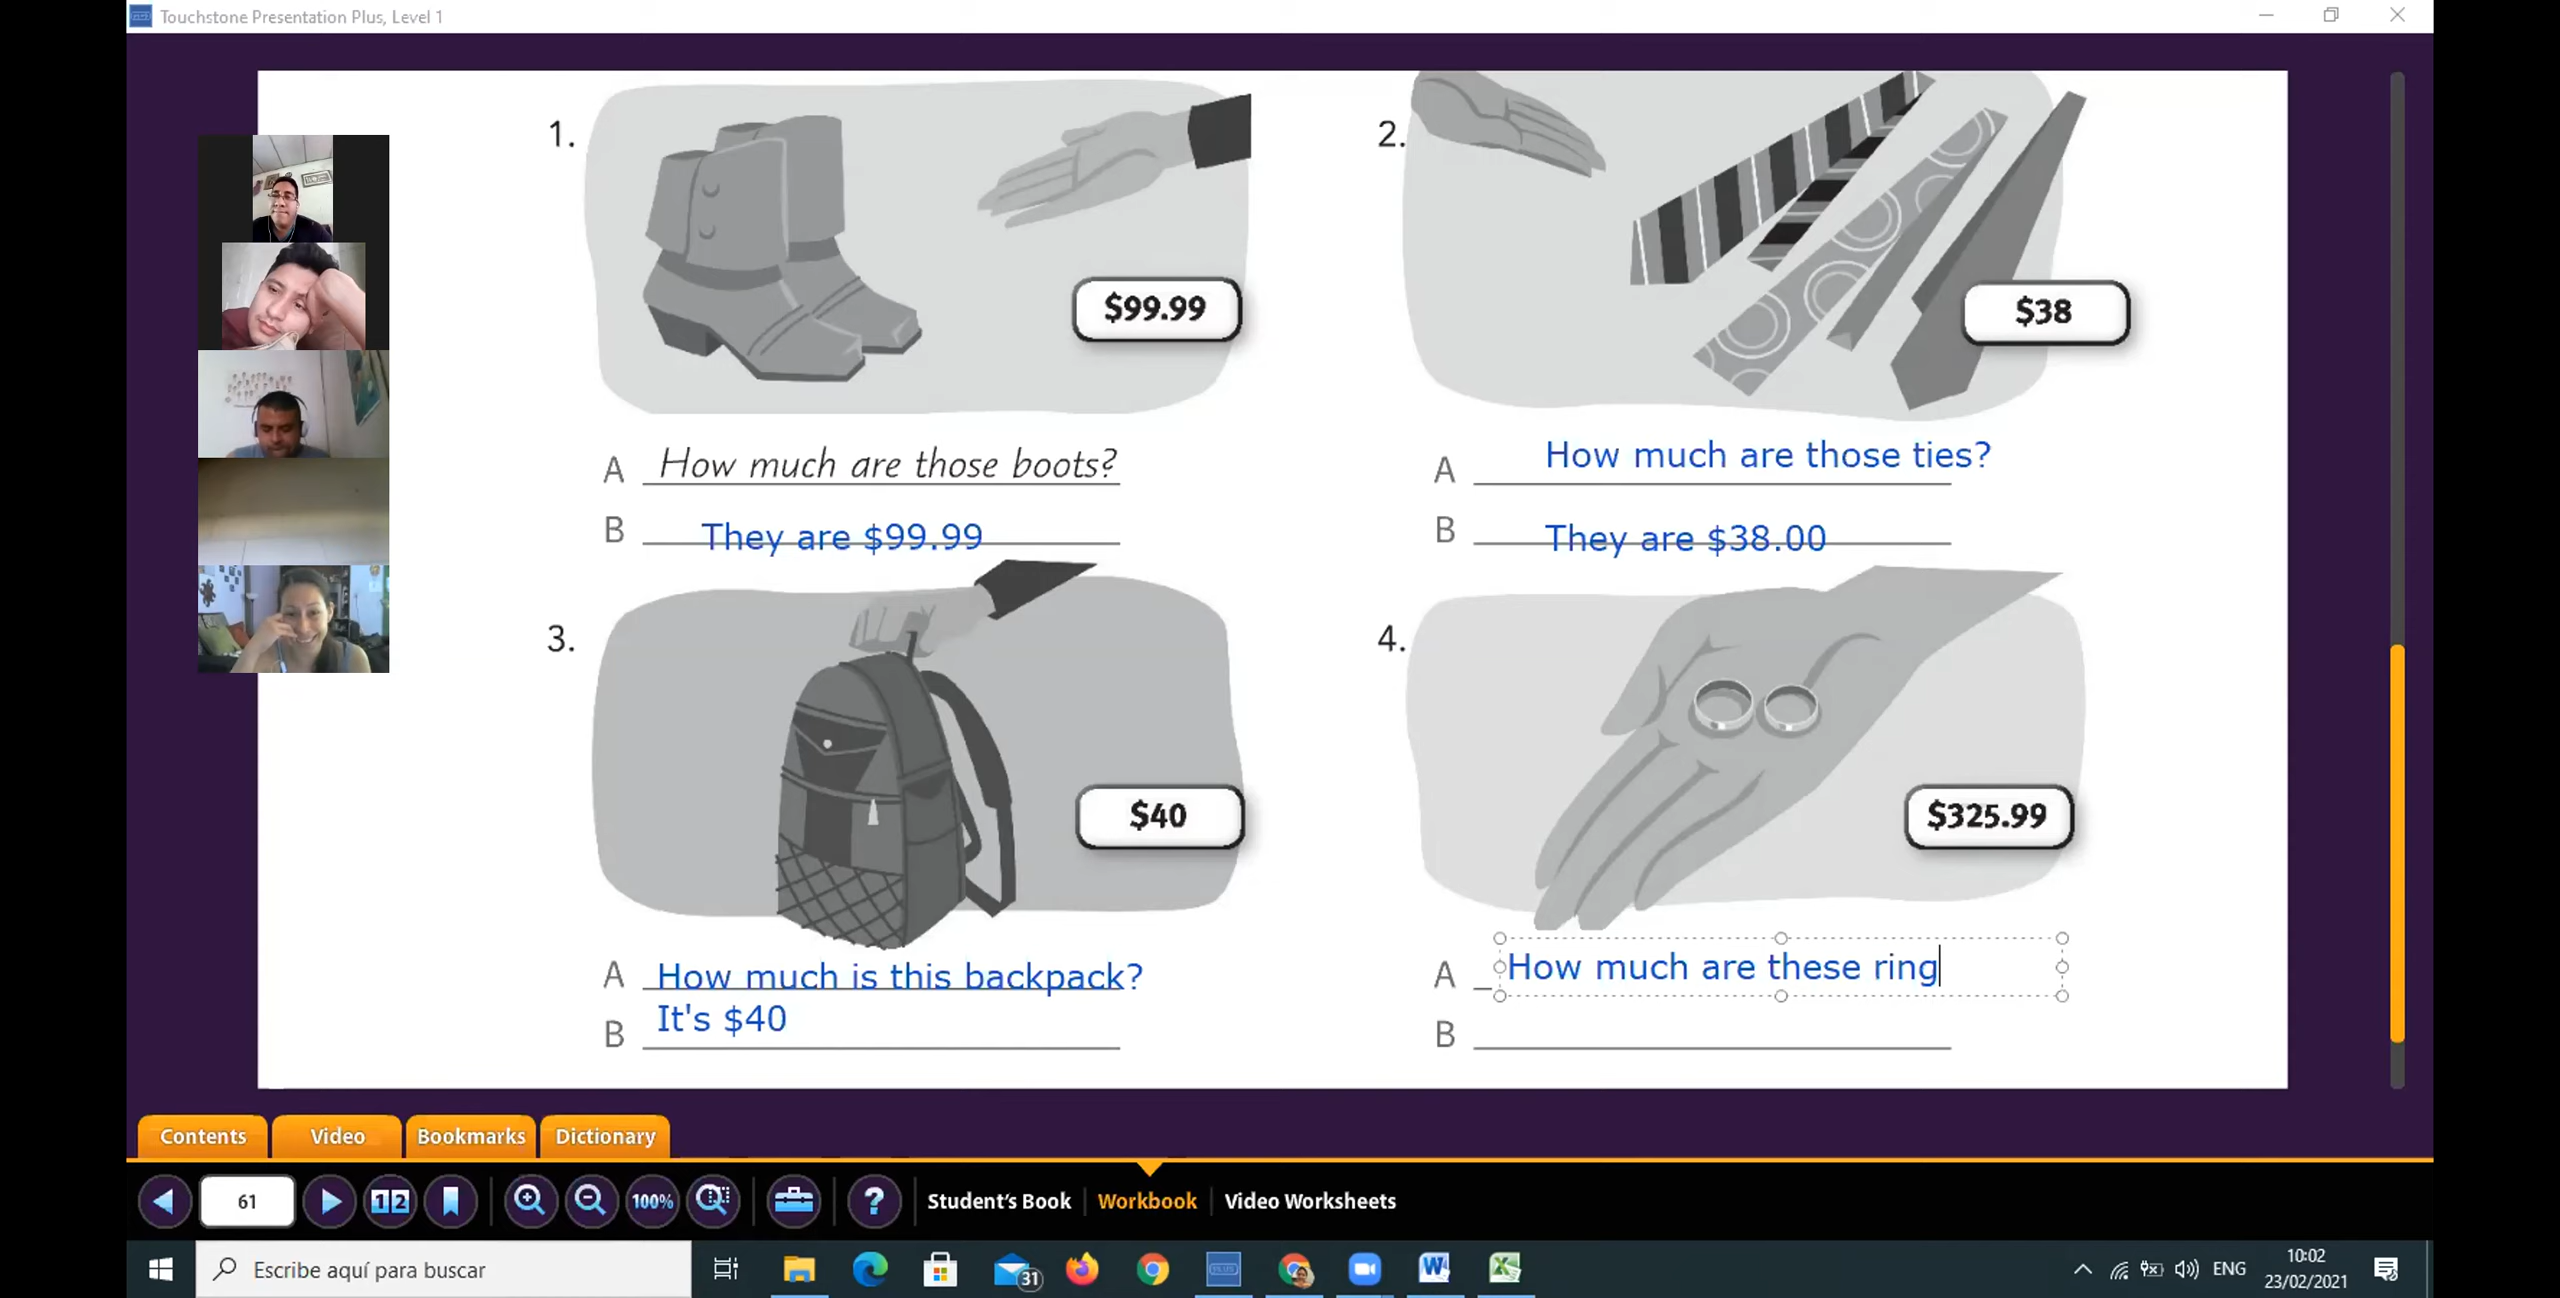 Touchstone Presentation Plus, Level 1
1.
$99.99
A How much are those boots?
B They are $99.99
2.
$38
A How much are those ties?
B They are $38.00
3.
$40
A How much is this backpack?
B It's $40
4.
$325.99
A How much are these ring
B
Contents Video Bookmarks Dictionary
61 12 100% ? Student's Book Workbook Video Worksheets
Escribe aquí para buscar
31
ENG
10:02
23/02/2021